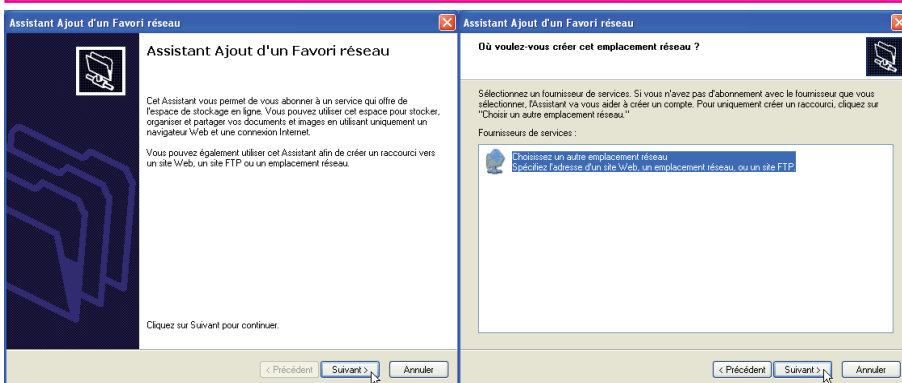 Assistant Ajout d'un Favori réseau
Assistant Ajout d'un Favori réseau
Cet Assistant vous permet de vous abonner à un service qui offre de
l'espace de stockage en ligne. Vous pouvez utiliser cet espace pour stocker,
organiser et partager vos documents et images en utilisant uniquement un
navigateur Web et une connexion Internet.
Vous pouvez également utiliser cet Assistant afin de créer un raccourci vers
un site Web, un site FTP ou un emplacement réseau.
Cliquez sur Suivant pour continuer.
< Précédent
Suivant >
Annuler
Assistant Ajout d'un Favori réseau
Où voulez-vous créer cet emplacement réseau ?
Sélectionnez un fournisseur de services. Si vous n'avez pas d'abonnement avec le fournisseur que vous
sélectionner, l'Assistant va vous aider à créer un compte. Pour uniquement créer un raccourci, cliquez sur
"Choisir un autre emplacement réseau."
Fournisseurs de services :
Choisissez un autre emplacement réseau
Spécifiez l'adresse d'un site Web, un emplacement réseau, ou un site FTP.
< Précédent
Suivant >
Annuler